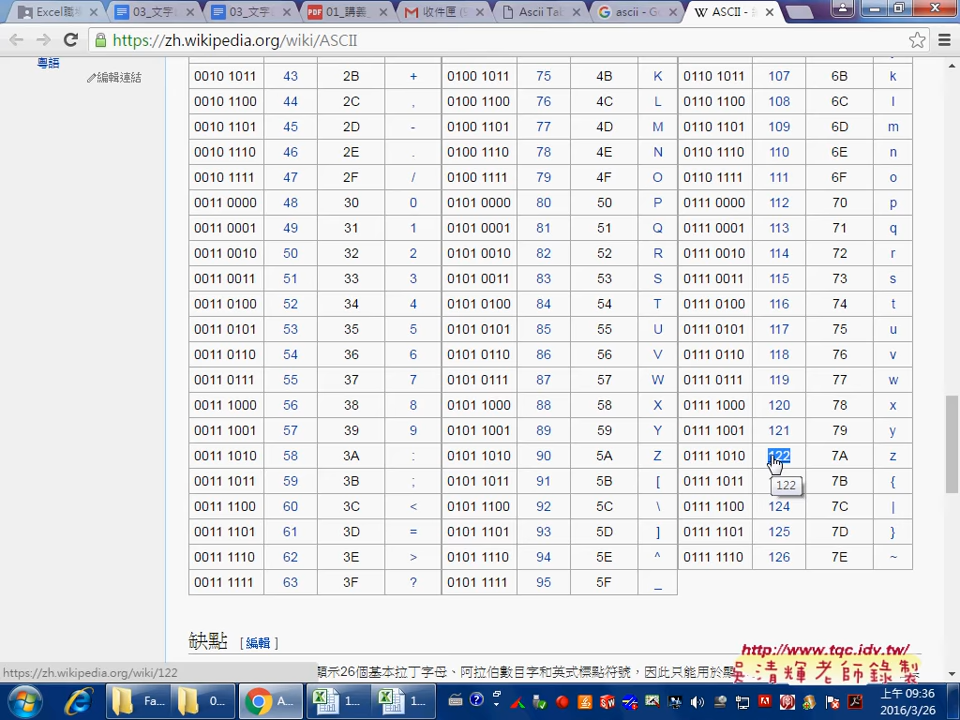 Excel職
03_文字
03_文字
01_講義
收件匣 (
Ascii Tab
ascii - Go
ASCII -
https://zh.wikipedia.org/wiki/ASCII
粵語
編輯連結
0010 1011 43 2B + 0100 1011 75 4B K 0110 1011 107 6B k
0010 1100 44 2C , 0100 1100 76 4C L 0110 1100 108 6C l
0010 1101 45 2D - 0100 1101 77 4D M 0110 1101 109 6D m
0010 1110 46 2E . 0100 1110 78 4E N 0110 1110 110 6E n
0010 1111 47 2F / 0100 1111 79 4F O 0110 1111 111 6F o
0011 0000 48 30 0 0101 0000 80 50 P 0111 0000 112 70 p
0011 0001 49 31 1 0101 0001 81 51 Q 0111 0001 113 71 q
0011 0010 50 32 2 0101 0010 82 52 R 0111 0010 114 72 r
0011 0011 51 33 3 0101 0011 83 53 S 0111 0011 115 73 s
0011 0100 52 34 4 0101 0100 84 54 T 0111 0100 116 74 t
0011 0101 53 35 5 0101 0101 85 55 U 0111 0101 117 75 u
0011 0110 54 36 6 0101 0110 86 56 V 0111 0110 118 76 v
0011 0111 55 37 7 0101 0111 87 57 W 0111 0111 119 77 w
0011 1000 56 38 8 0101 1000 88 58 X 0111 1000 120 78 x
0011 1001 57 39 9 0101 1001 89 59 Y 0111 1001 121 79 y
0011 1010 58 3A : 0101 1010 90 5A Z 0111 1010 122 7A z
0011 1011 59 3B ; 0101 1011 91 5B [ 0111 1011 7B {
122
0011 1100 60 3C < 0101 1100 92 5C \ 0111 1100 124 7C |
0011 1101 61 3D = 0101 1101 93 5D ] 0111 1101 125 7D }
0011 1110 62 3E > 0101 1110 94 5E ^ 0111 1110 126 7E ~
0011 1111 63 3F ? 0101 1111 95 5F _
缺點 [編輯]
http://www.tqc.idv.tw/
https://zh.wikipedia.org/wiki/122
顯示26個基本拉丁字母、阿拉伯數目字和英式標點符號，因此只能用於顯
吳清輝老師錄製
Fa...
0...
A...
1...
1...
上午 09:36
2016/3/26